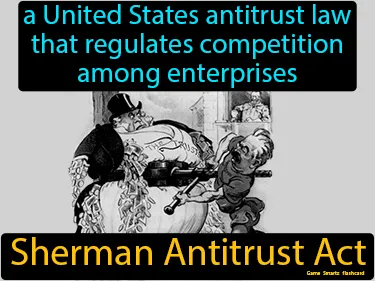 a United States antitrust law
that regulates competition
among enterprises
Sherman Antitrust Act
Game Smartz flashcard